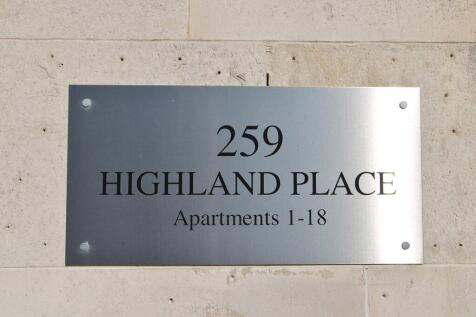 259
HIGHLAND PLACE
Apartments 1-18